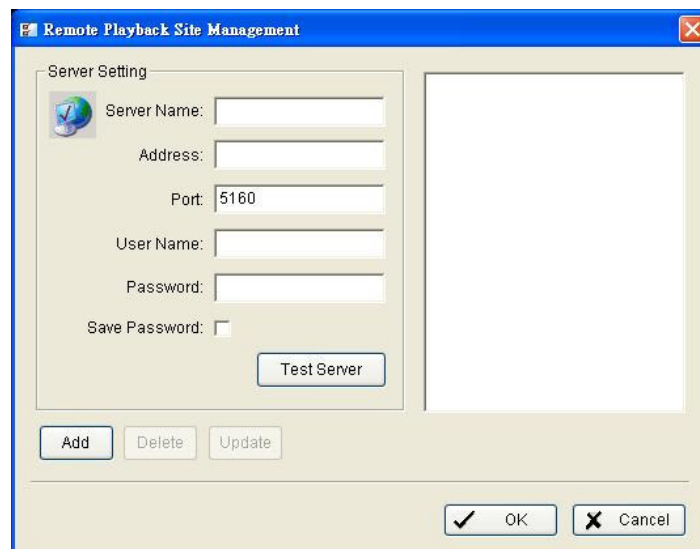 Remote Playback Site Management
Server Setting
Server Name:
Address:
Port: 5160
User Name:
Password:
Save Password:
Test Server
Add Delete Update
OK Cancel